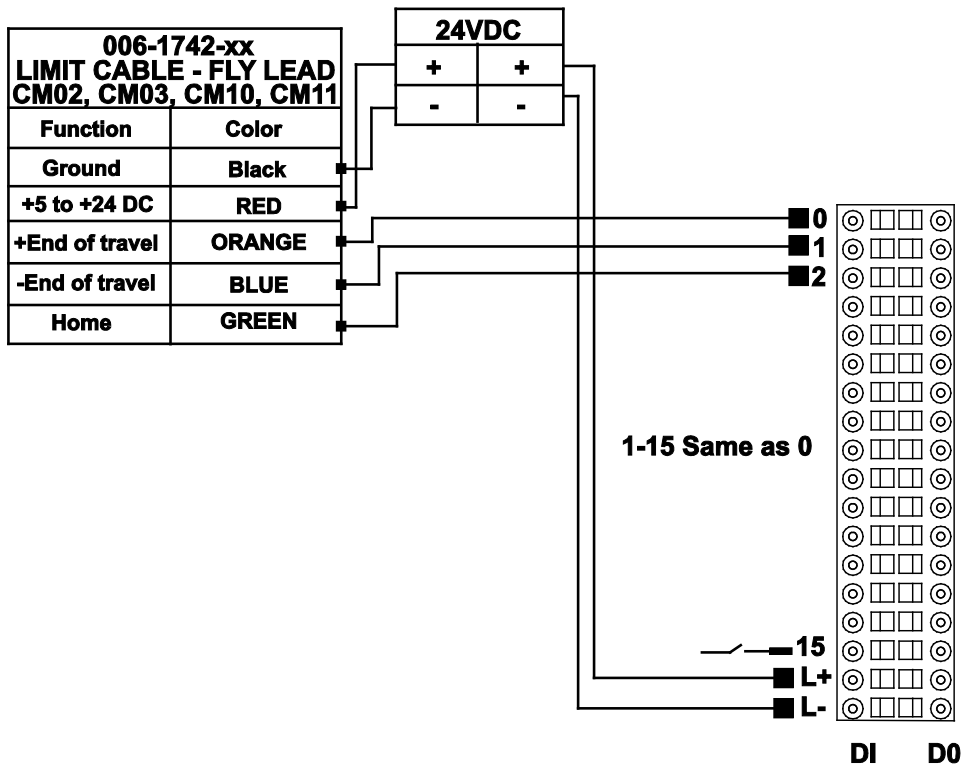 24VDC
+ +
- -
006-1742-xx
LIMIT CABLE - FLY LEAD
CM02, CM03, CM10, CM11
Function Color
Ground Black
+5 to +24 DC RED
+End of travel ORANGE
-End of travel BLUE
Home GREEN
0
1
2
1-15 Same as 0
15
L+
L-
DI D0